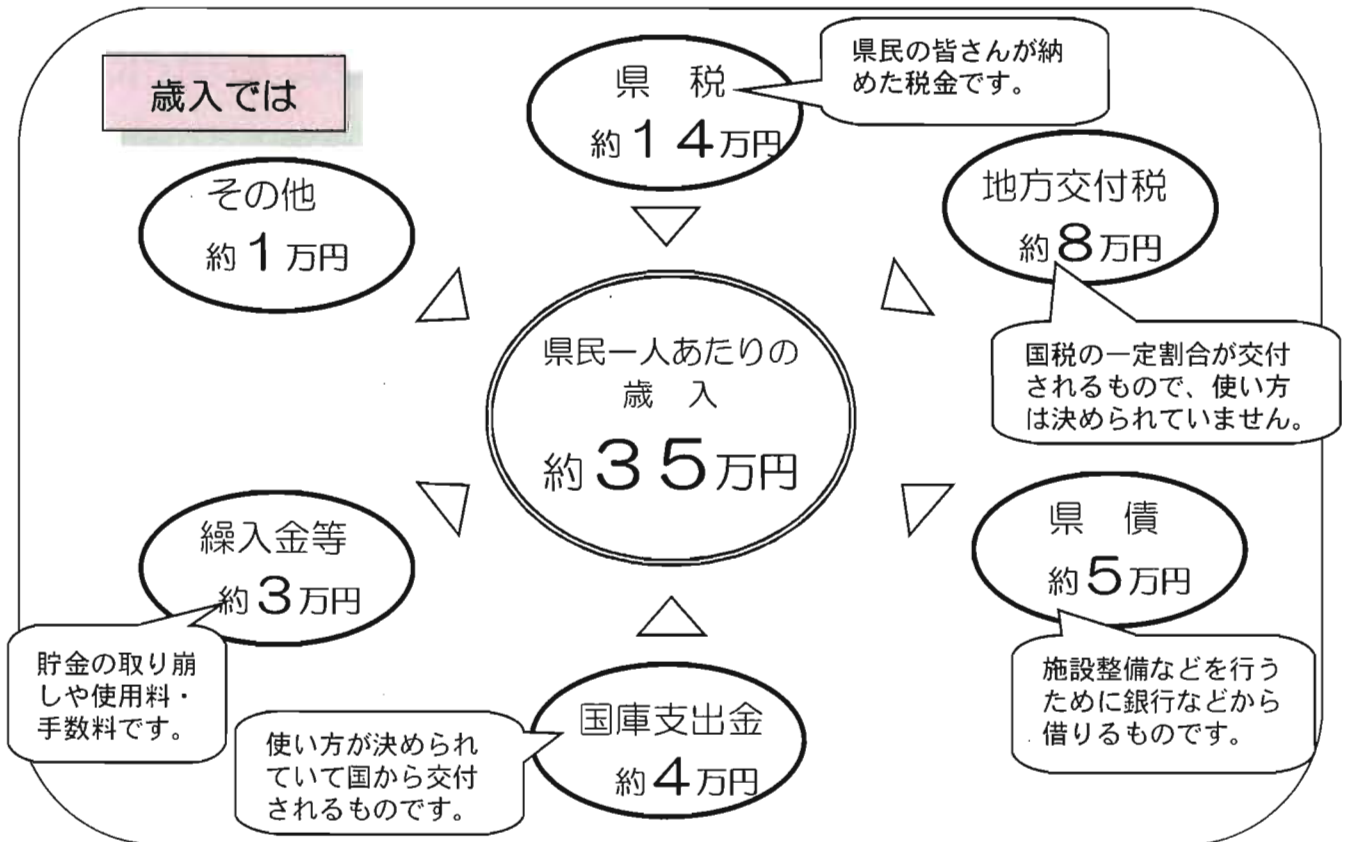 歳入では
県　税
約１４万円
県民の皆さんが納
めた税金です。
その他
約１万円
地方交付税
約８万円
国税の一定割合が交付
されるもので、使い方
は決められていません。
県民一人あたりの
歳　入
約３５万円
繰入金等
約３万円
貯金の取り崩
しや使用料・
手数料です。
県　債
約５万円
施設整備などを行う
ために銀行などから
借りるものです。
国庫支出金
約４万円
使い方が決められ
ていて国から交付
されるものです。